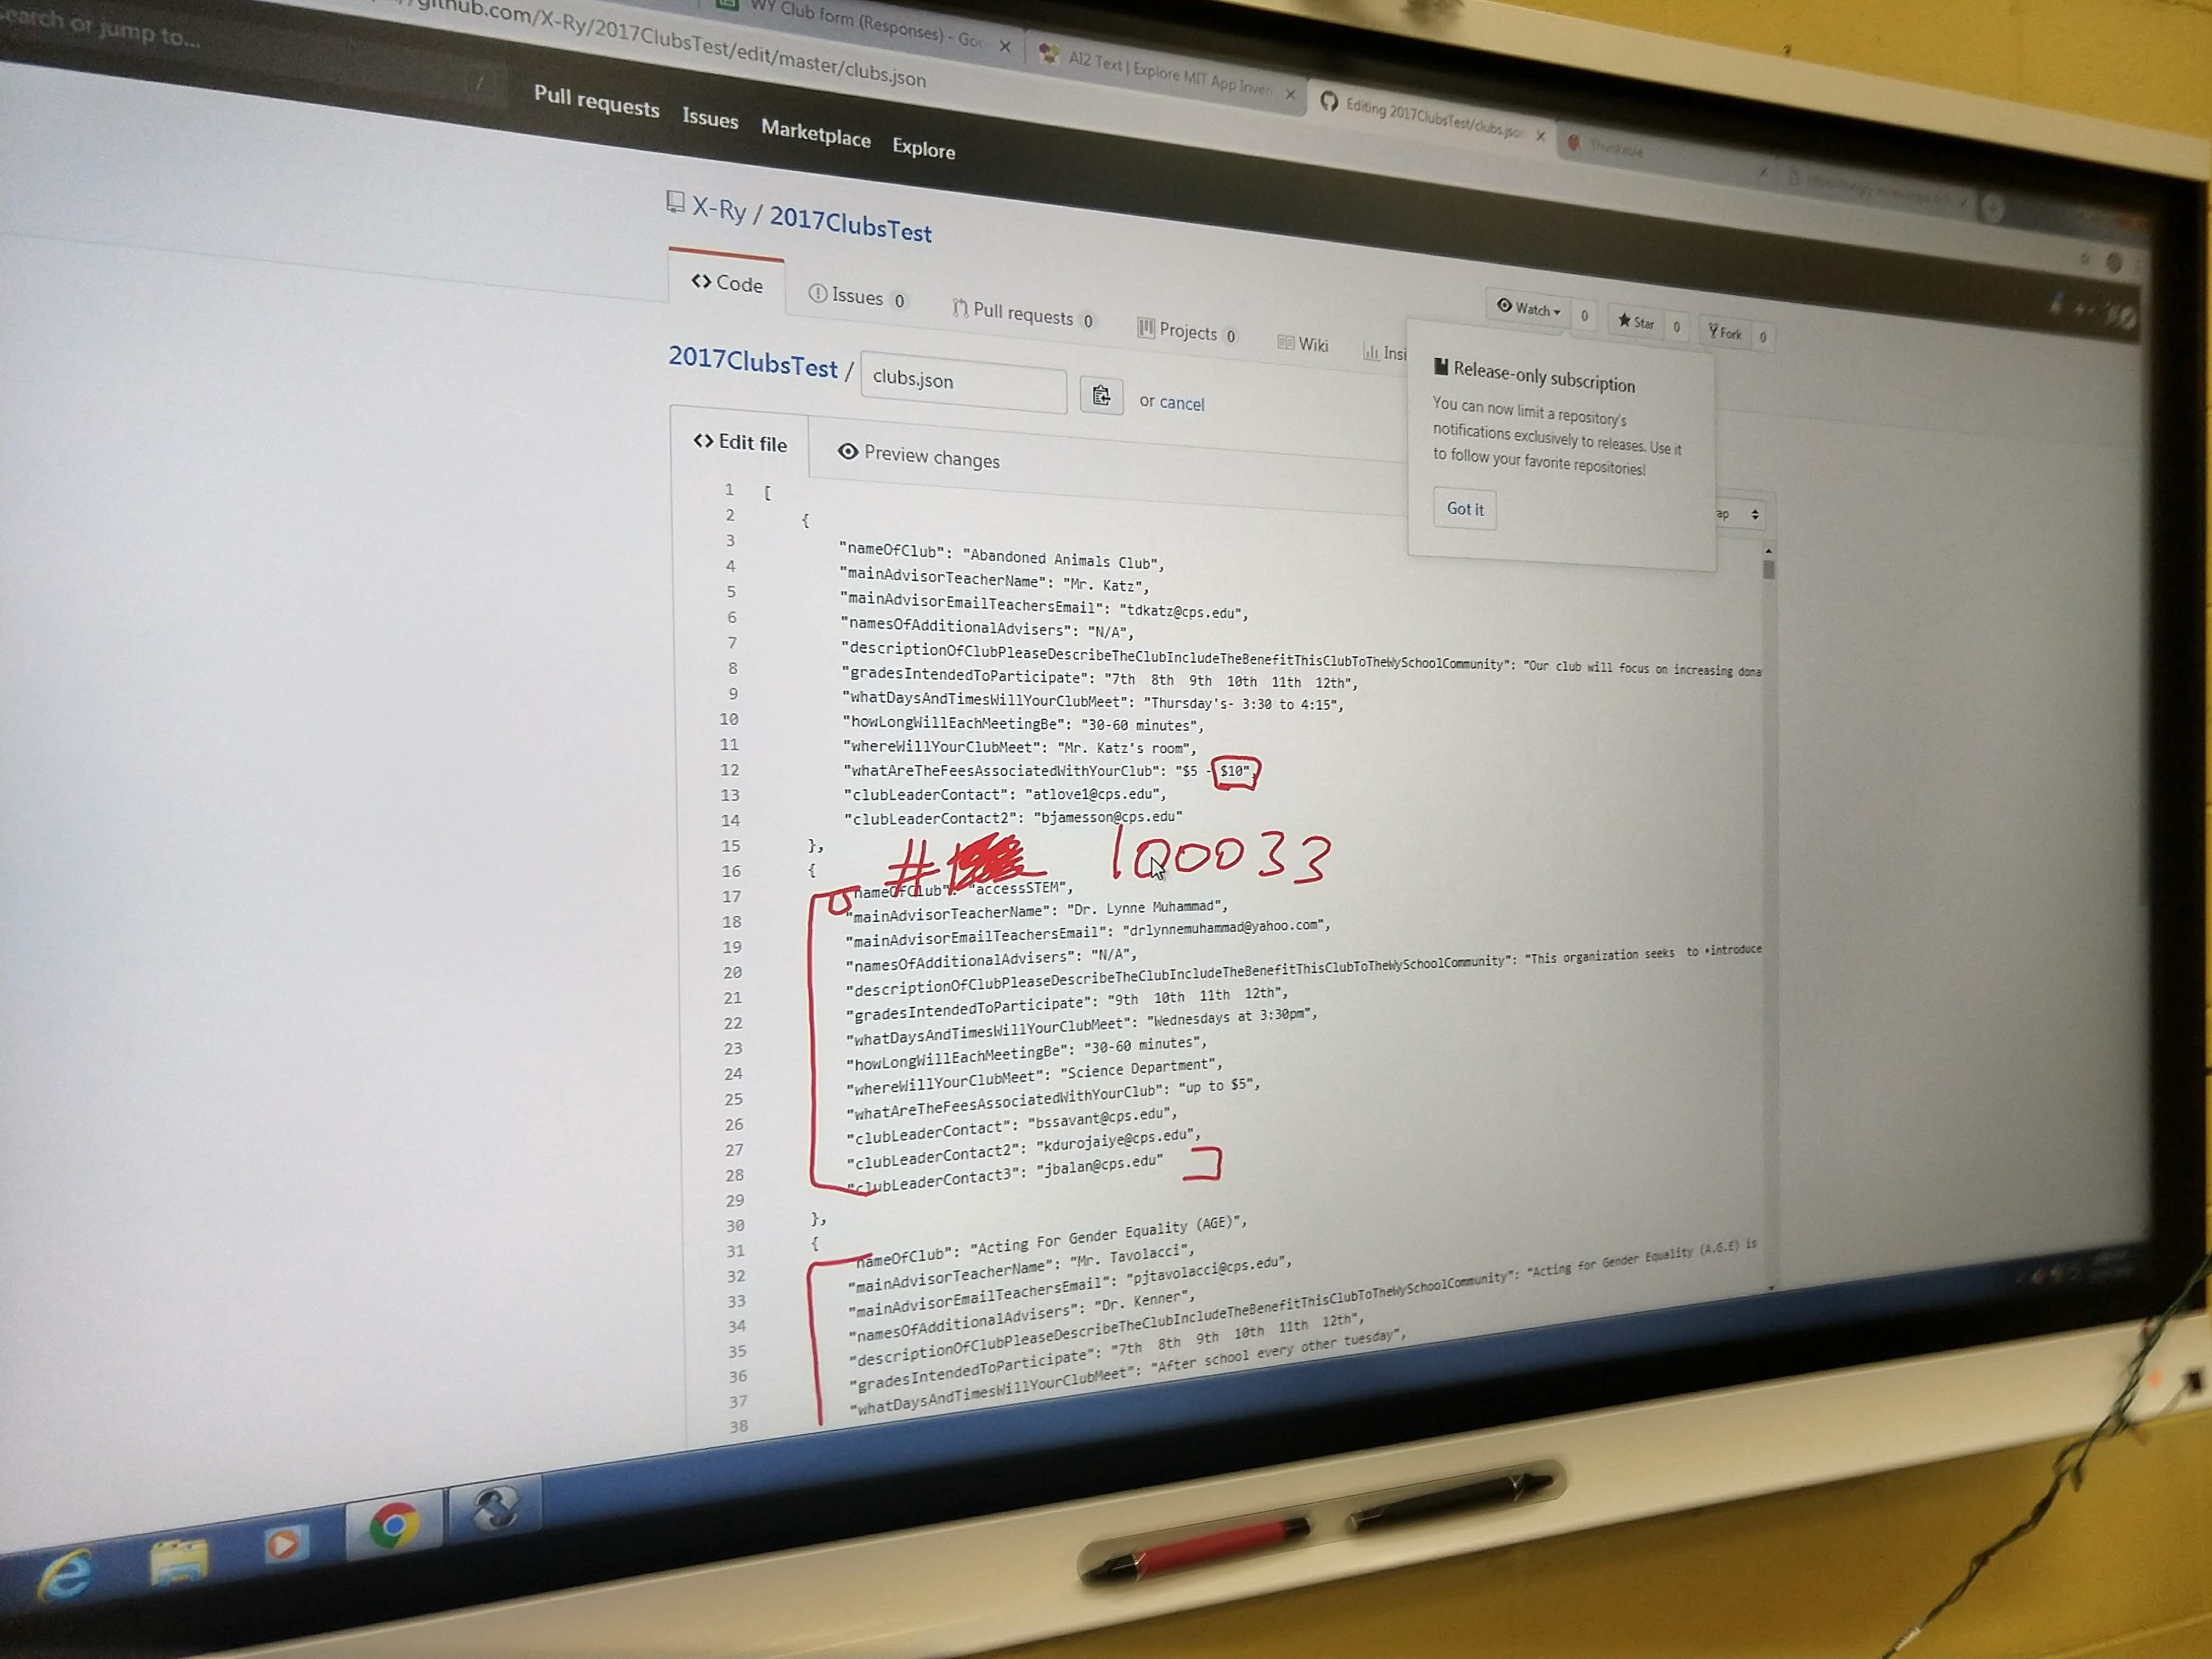 WY Club form (Responses) - Go
AI2 Text | Explore MIT App Inven
Editing 2017ClubsTest/clubs.jso
Thunkable
github.com/X-Ry/2017ClubsTest/edit/master/clubs.json
earch or jump to...
/
Pull requests Issues Marketplace Explore
X-Ry / 2017ClubsTest
Watch 0 Star 0 Fork 0
Code Issues 0 Pull requests 0 Projects 0 Wiki Insi
2017ClubsTest / clubs.json or cancel
Release-only subscription
You can now limit a repository's
notifications exclusively to releases. Use it
to follow your favorite repositories!
Got it
ap
Edit file Preview changes
1 [
2 {
3 "nameOfClub": "Abandoned Animals Club",
4 "mainAdvisorTeacherName": "Mr. Katz",
5 "mainAdvisorEmailTeachersEmail": "tdkatz@cps.edu",
6 "namesOfAdditionalAdvisers": "N/A",
7 "descriptionOfClubPleaseDescribeTheClubIncludeTheBenefitThisClubToTheWySchoolCommunity": "Our club will focus on increasing dona
8 "gradesIntendedToParticipate": "7th 8th 9th 10th 11th 12th",
9 "whatDaysAndTimesWillYourClubMeet": "Thursday's- 3:30 to 4:15",
10 "howLongWillEachMeetingBe": "30-60 minutes",
11 "whereWillYourClubMeet": "Mr. Katz's room",
12 "whatAreTheFeesAssociatedWithYourClub": "$5 - $10",
13 "clubLeaderContact": "atlove1@cps.edu",
14 "clubLeaderContact2": "bjamesson@cps.edu"
15 },
16 {
# 100033
17 "nameOfClub": "accessSTEM",
18 "mainAdvisorTeacherName": "Dr. Lynne Muhammad",
19 "mainAdvisorEmailTeachersEmail": "drlynnemuhammad@yahoo.com",
20 "namesOfAdditionalAdvisers": "N/A",
21 "descriptionOfClubPleaseDescribeTheClubIncludeTheBenefitThisClubToTheWySchoolCommunity": "This organization seeks to •introduce
22 "gradesIntendedToParticipate": "9th 10th 11th 12th",
23 "whatDaysAndTimesWillYourClubMeet": "Wednesdays at 3:30pm",
24 "howLongWillEachMeetingBe": "30-60 minutes",
25 "whereWillYourClubMeet": "Science Department",
26 "whatAreTheFeesAssociatedWithYourClub": "up to $5",
27 "clubLeaderContact": "bssavant@cps.edu",
28 "clubLeaderContact2": "kdurojaiye@cps.edu",
29 "clubLeaderContact3": "jbalan@cps.edu"
30 },
31 {
32 "nameOfClub": "Acting For Gender Equality (AGE)",
33 "mainAdvisorTeacherName": "Mr. Tavolacci",
34 "mainAdvisorEmailTeachersEmail": "pjtavolacci@cps.edu",
35 "namesOfAdditionalAdvisers": "Dr. Kenner",
36 "descriptionOfClubPleaseDescribeTheClubIncludeTheBenefitThisClubToTheWySchoolCommunity": "Acting for Gender Equality (A.G.E) is
37 "gradesIntendedToParticipate": "7th 8th 9th 10th 11th 12th",
38 "whatDaysAndTimesWillYourClubMeet": "After school every other tuesday",